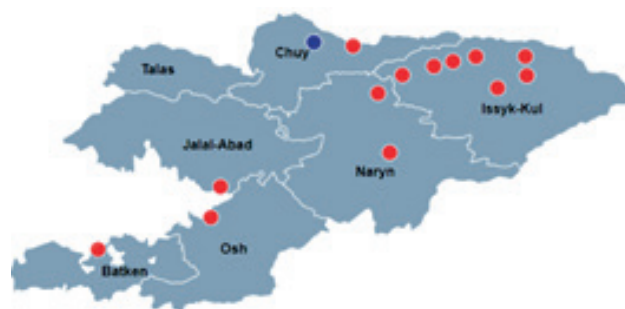 Chuy
Talas
Issyk-Kul
Jalal-Abad
Naryn
Osh
Batken